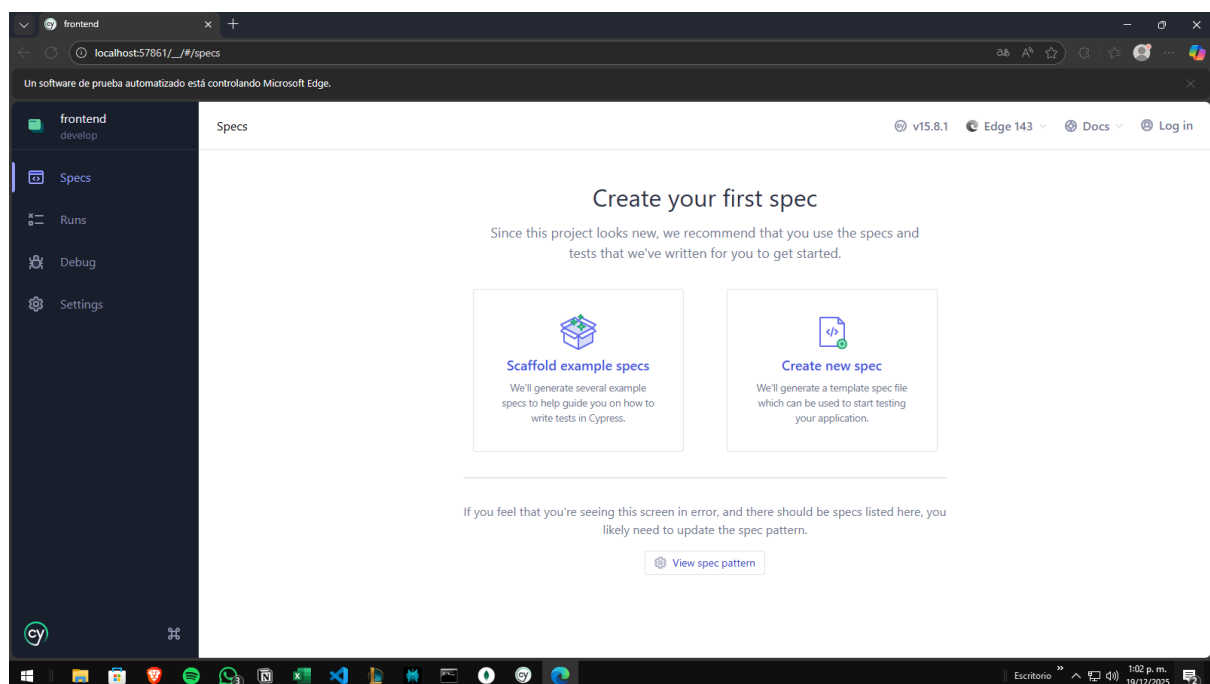 frontend
localhost:57861/__/#/specs
Un software de prueba automatizado está controlando Microsoft Edge.
frontend
develop
Specs
v15.8.1
Edge 143
Docs
Log in
Specs
Runs
Debug
Settings
Create your first spec
Since this project looks new, we recommend that you use the specs and
tests that we've written for you to get started.
Scaffold example specs
We'll generate several example
specs to help guide you on how to
write tests in Cypress.
Create new spec
We'll generate a template spec file
which can be used to start testing
your application.
If you feel that you're seeing this screen in error, and there should be specs listed here, you
likely need to update the spec pattern.
View spec pattern
cy
Escritorio
1:02 p. m.
19/12/2025